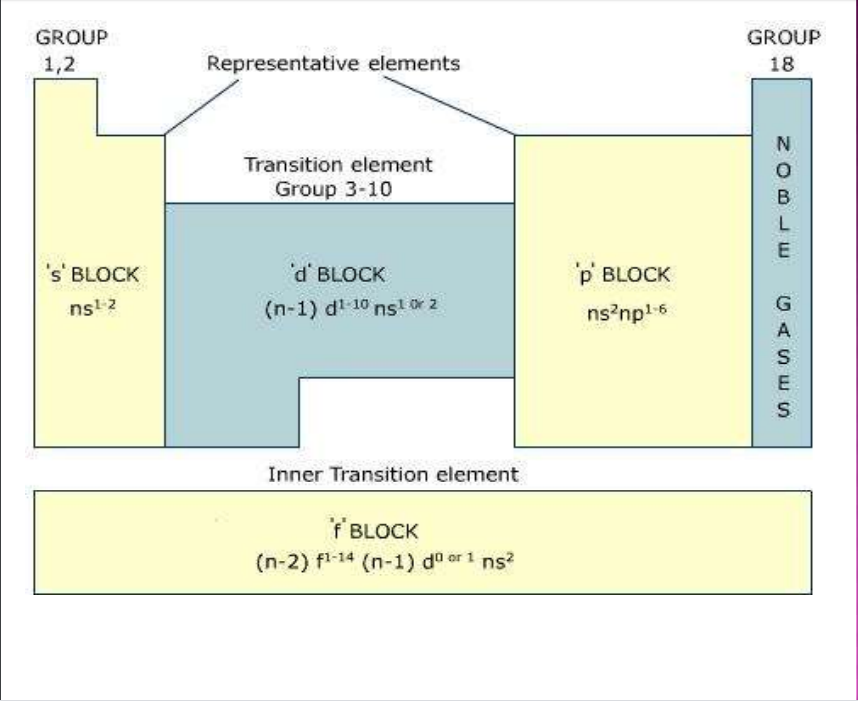 GROUP
1,2
Representative elements
GROUP
18
Transition element
Group 3-10
's' BLOCK
ns¹⁻²
'd' BLOCK
(n-1) d¹⁻¹⁰ ns¹ ⁰ʳ ²
'p' BLOCK
ns²np¹⁻⁶
N
O
B
L
E
G
A
S
E
S
Inner Transition element
'f' BLOCK
(n-2) f¹⁻¹⁴ (n-1) d⁰ ᵒʳ ¹ ns²